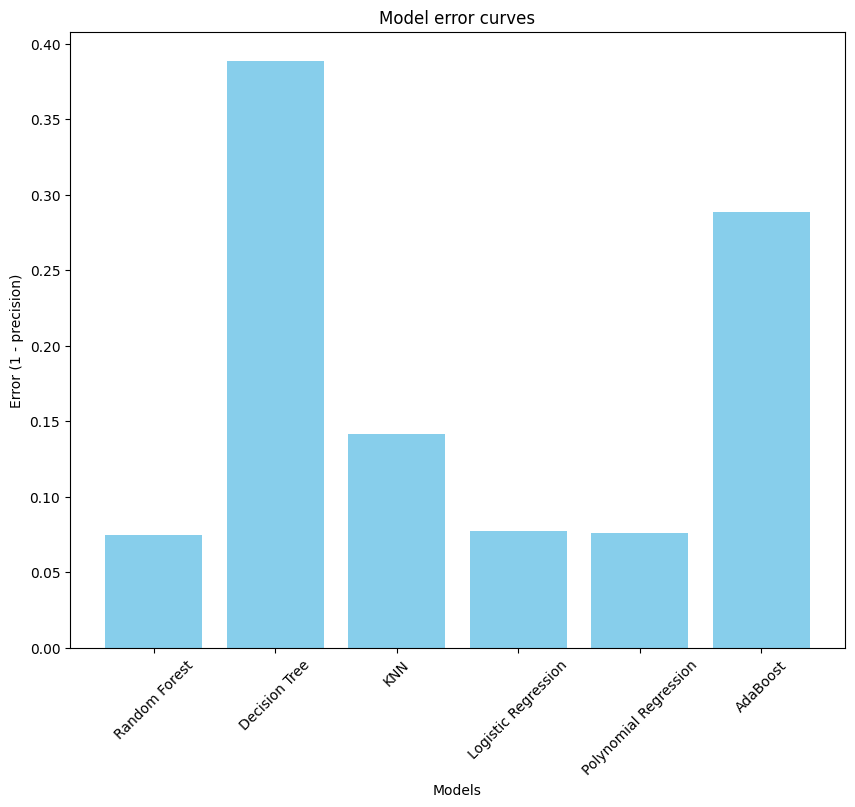 Model error curves
Error (1 - precision)
0.40
0.35
0.30
0.25
0.20
0.15
0.10
0.05
0.00
Random Forest
Decision Tree
KNN
Logistic Regression
Polynomial Regression
AdaBoost
Models